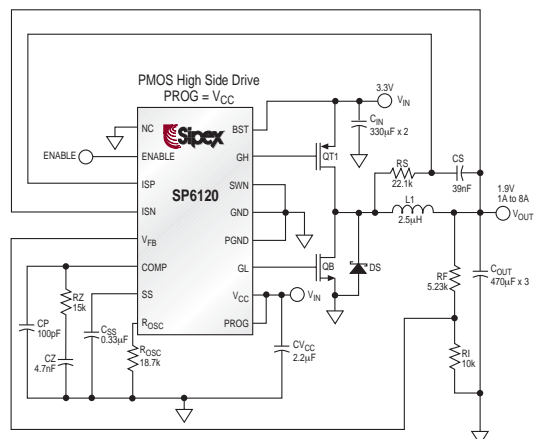 PMOS High Side Drive
PROG = VCC
Sipex
SP6120
NC
ENABLE
ISP
ISN
VFB
COMP
SS
ROSC
BST
GH
SWN
GND
PGND
GL
VCC
PROG
ENABLE
3.3V
VIN
CIN
330μF x 2
QT1
RS
22.1k
CS
39nF
L1
2.5μH
1.9V
1A to 8A
VOUT
QB
DS
RF
5.23k
COUT
470μF x 3
RI
10k
VIN
CVCC
2.2μF
RZ
15k
CP
100pF
CZ
4.7nF
CSS
0.33μF
ROSC
18.7k